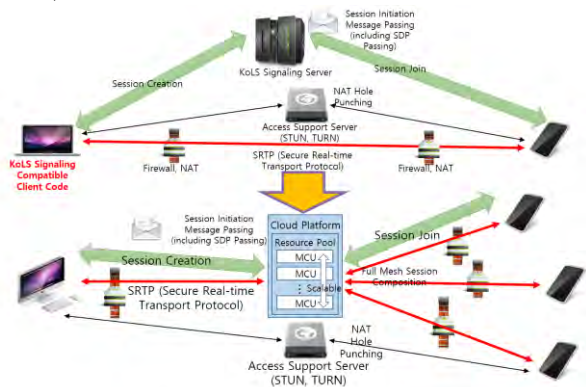 Session Initiation
Message Passing
(including SDP
Passing)
KoLS Signaling Server
Session Creation
Session Join
NAT Hole
Punching
Access Support Server
(STUN, TURN)
KoLS Signaling
Compatible
Client Code
Firewall, NAT
SRTP (Secure Real-time
Transport Protocol)
Firewall, NAT
Session Initiation
Message Passing
(including SDP Passing)
Cloud Platform
Resource Pool
MCU
MCU
⋮ Scalable
MCU
Session Creation
Session Join
SRTP (Secure Real-time
Transport Protocol)
Full Mesh Session
Composition
NAT
Hole
Punching
Access Support Server
(STUN, TURN)